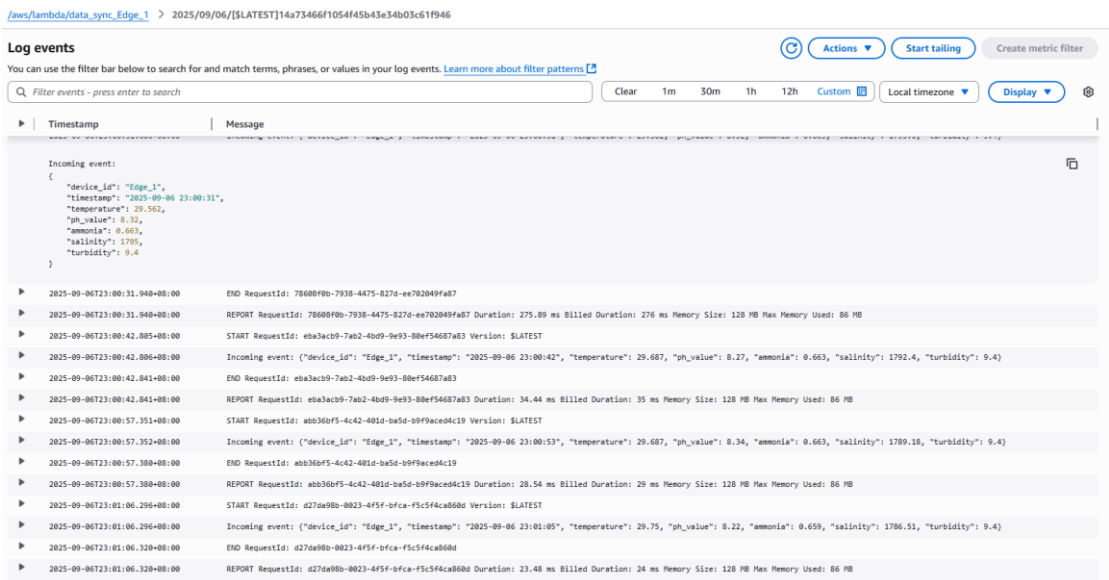 /aws/lambda/data_sync_Edge_1 > 2025/09/06/[$LATEST]14a73466f1054f45b43e34b03c61f946
Log events
Actions ▼ Start tailing Create metric filter
You can use the filter bar below to search for and match terms, phrases, or values in your log events. Learn more about filter patterns
Filter events - press enter to search
Clear 1m 30m 1h 12h Custom Local timezone ▼ Display ▼
Timestamp Message
Incoming event:
{
"device_id": "Edge_1",
"timestamp": "2025-09-06 23:00:31",
"temperature": 29.562,
"ph_value": 8.32,
"ammonia": 0.663,
"salinity": 1795,
"turbidity": 9.4
}
2025-09-06T23:00:31.940+08:00 END RequestId: 78608f0b-7938-4475-827d-ee702049fa87
2025-09-06T23:00:31.940+08:00 REPORT RequestId: 78608f0b-7938-4475-827d-ee702049fa87 Duration: 275.89 ms Billed Duration: 276 ms Memory Size: 128 MB Max Memory Used: 86 MB
2025-09-06T23:00:42.805+08:00 START RequestId: eba3acb9-7ab2-4bd9-9e93-80ef54687a83 Version: $LATEST
2025-09-06T23:00:42.806+08:00 Incoming event: {"device_id": "Edge_1", "timestamp": "2025-09-06 23:00:42", "temperature": 29.687, "ph_value": 8.27, "ammonia": 0.663, "salinity": 1792.4, "turbidity": 9.4}
2025-09-06T23:00:42.841+08:00 END RequestId: eba3acb9-7ab2-4bd9-9e93-80ef54687a83
2025-09-06T23:00:42.841+08:00 REPORT RequestId: eba3acb9-7ab2-4bd9-9e93-80ef54687a83 Duration: 34.44 ms Billed Duration: 35 ms Memory Size: 128 MB Max Memory Used: 86 MB
2025-09-06T23:00:57.351+08:00 START RequestId: abb36bf5-4c42-401d-ba5d-b9f9aced4c19 Version: $LATEST
2025-09-06T23:00:57.352+08:00 Incoming event: {"device_id": "Edge_1", "timestamp": "2025-09-06 23:00:53", "temperature": 29.687, "ph_value": 8.34, "ammonia": 0.663, "salinity": 1789.18, "turbidity": 9.4}
2025-09-06T23:00:57.380+08:00 END RequestId: abb36bf5-4c42-401d-ba5d-b9f9aced4c19
2025-09-06T23:00:57.380+08:00 REPORT RequestId: abb36bf5-4c42-401d-ba5d-b9f9aced4c19 Duration: 28.54 ms Billed Duration: 29 ms Memory Size: 128 MB Max Memory Used: 86 MB
2025-09-06T23:01:06.296+08:00 START RequestId: d27da98b-0023-4f5f-bfca-f5c5f4ca860d Version: $LATEST
2025-09-06T23:01:06.296+08:00 Incoming event: {"device_id": "Edge_1", "timestamp": "2025-09-06 23:01:05", "temperature": 29.75, "ph_value": 8.22, "ammonia": 0.659, "salinity": 1786.51, "turbidity": 9.4}
2025-09-06T23:01:06.320+08:00 END RequestId: d27da98b-0023-4f5f-bfca-f5c5f4ca860d
2025-09-06T23:01:06.320+08:00 REPORT RequestId: d27da98b-0023-4f5f-bfca-f5c5f4ca860d Duration: 23.48 ms Billed Duration: 24 ms Memory Size: 128 MB Max Memory Used: 86 MB